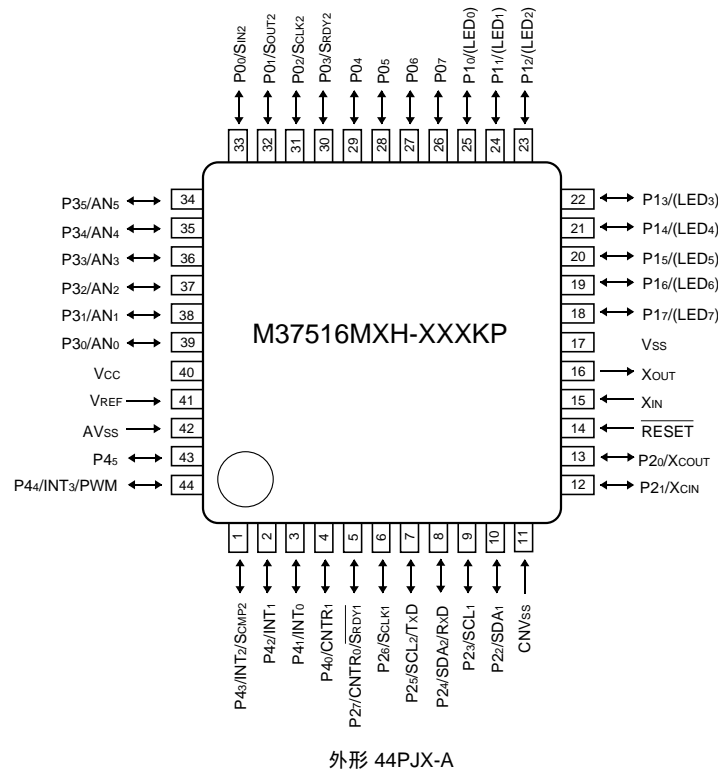 P00/SIN2
P01/SOUT2
P02/SCLK2
P03/SRDY2
P04
P05
P06
P07
P10/(LED0)
P11/(LED1)
P12/(LED2)
33
32
31
30
29
28
27
26
25
24
23
P35/AN5 34
P34/AN4 35
P33/AN3 36
P32/AN2 37
P31/AN1 38
P30/AN0 39
VCC 40
VREF 41
AVSS 42
P45 43
P44/INT3/PWM 44
M37516MXH-XXXKP
22 P13/(LED3)
21 P14/(LED4)
20 P15/(LED5)
19 P16/(LED6)
18 P17/(LED7)
17 VSS
16 XOUT
15 XIN
14 RESET
13 P20/XCOUT
12 P21/XCIN
1
2
3
4
5
6
7
8
9
10
11
P43/INT2/SCMP2
P42/INT1
P41/INT0
P40/CNTR1
P27/CNTR0/SRDY1
P26/SCLK1
P25/SCL2/TxD
P24/SDA2/RxD
P23/SCL1
P22/SDA1
CNVSS
外形 44PJX-A